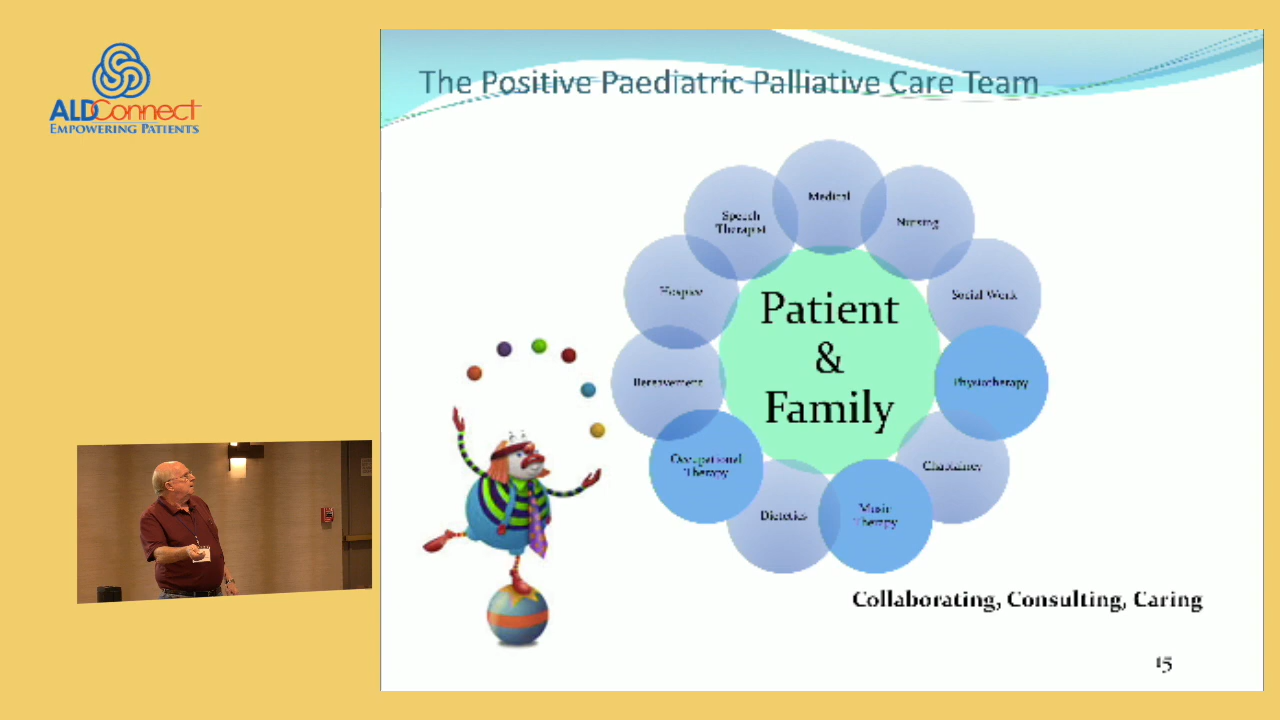 ALDConnect
EMPOWERING PATIENTS
The Positive Paediatric Palliative Care Team
Medical
Nursing
Social Work
Physiotherapy
Chaplaincy
Music
Therapy
Dietetics
Occupational
Therapy
Bereavement
Hospice
Speech
Therapist
Patient
&
Family
Collaborating, Consulting, Caring
15